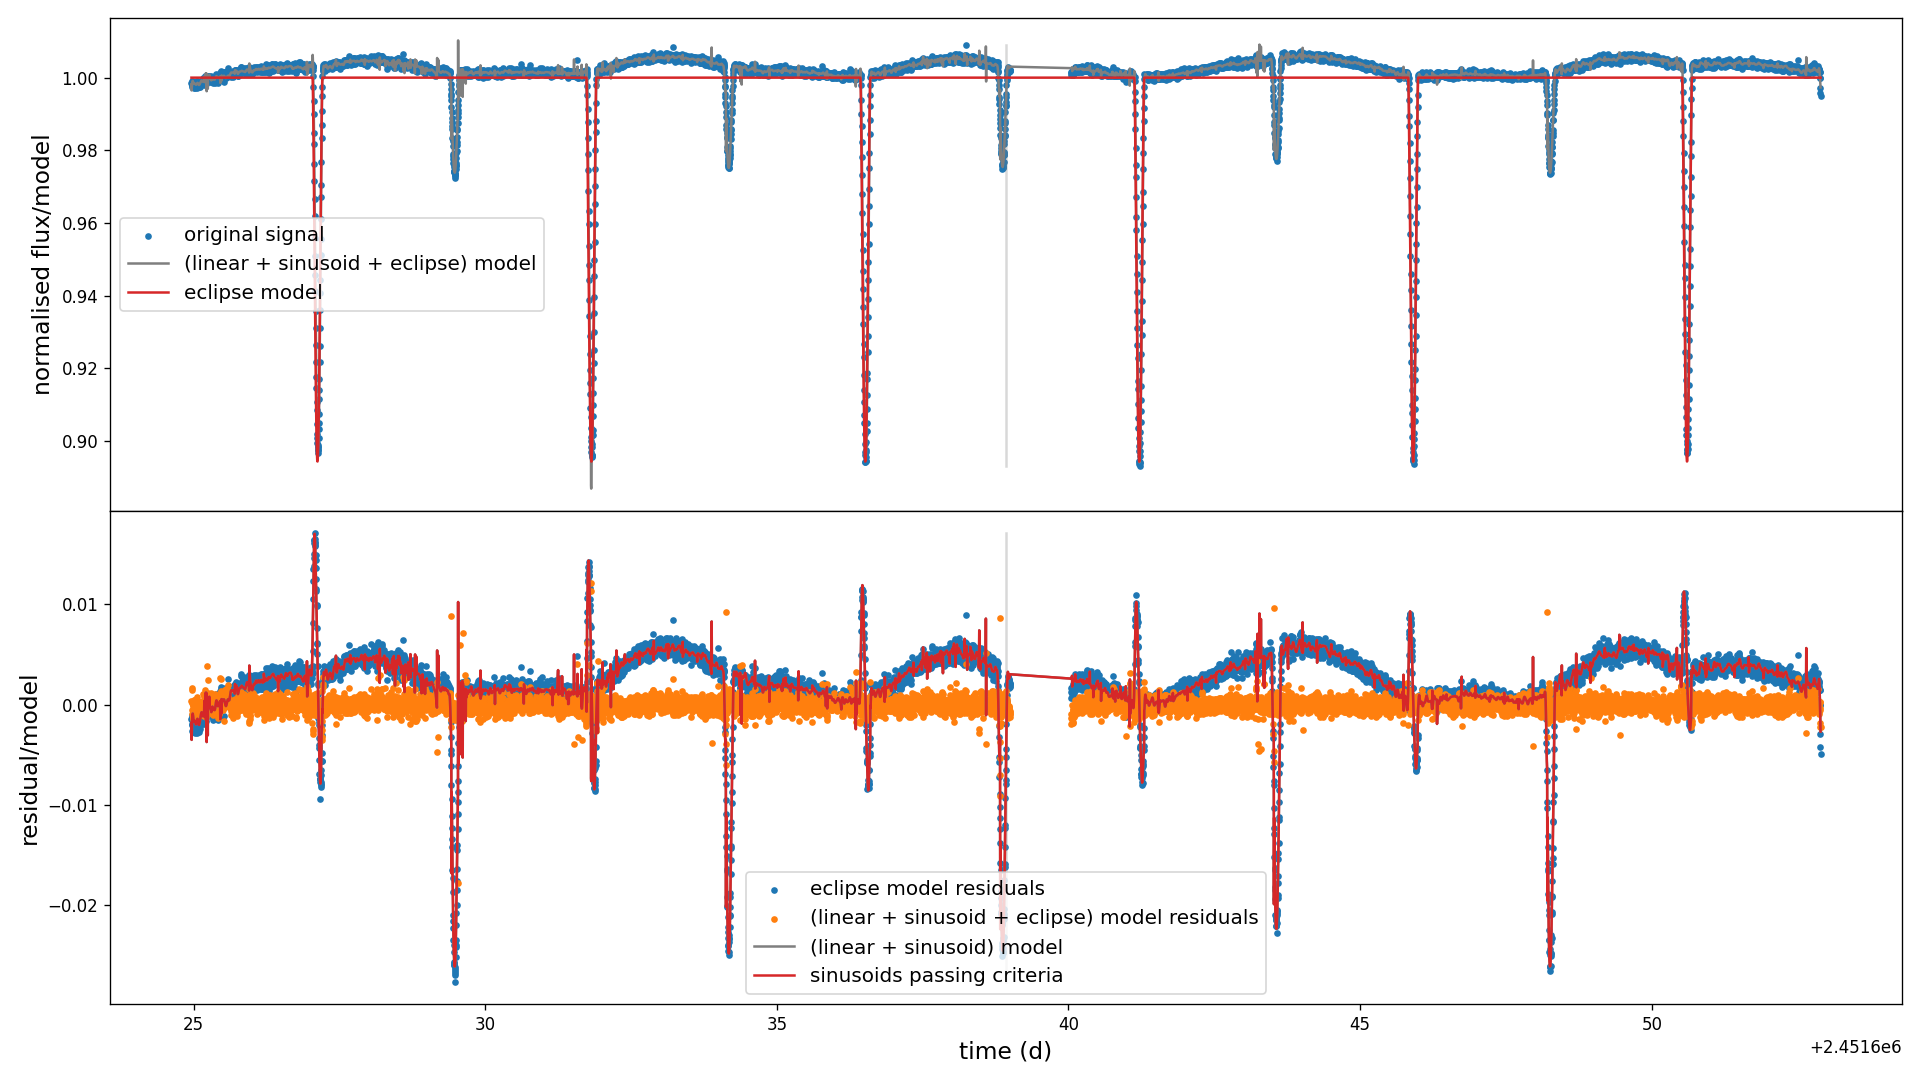 1.00
0.98
0.96
0.94
0.92
0.90
normalised flux/model
original signal
(linear + sinusoid + eclipse) model
eclipse model
0.01
0.00
−0.01
−0.02
residual/model
eclipse model residuals
(linear + sinusoid + eclipse) model residuals
(linear + sinusoid) model
sinusoids passing criteria
25
30
35
40
45
50
time (d)
+2.4516e6